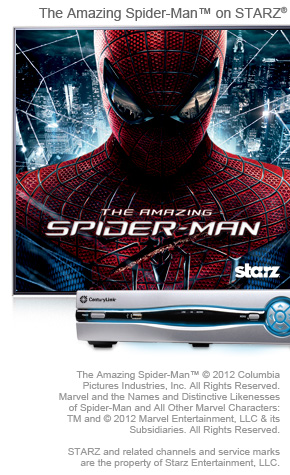 The Amazing Spider-Man™ on STARZ®
THE AMAZING
SPIDER-MAN
starz
CenturyLink
The Amazing Spider-Man™ © 2012 Columbia
Pictures Industries, Inc. All Rights Reserved.
Marvel and the Names and Distinctive Likenesses
of Spider-Man and All Other Marvel Characters:
TM and © 2012 Marvel Entertainment, LLC & its
Subsidiaries. All Rights Reserved.
STARZ and related channels and service marks
are the property of Starz Entertainment, LLC.